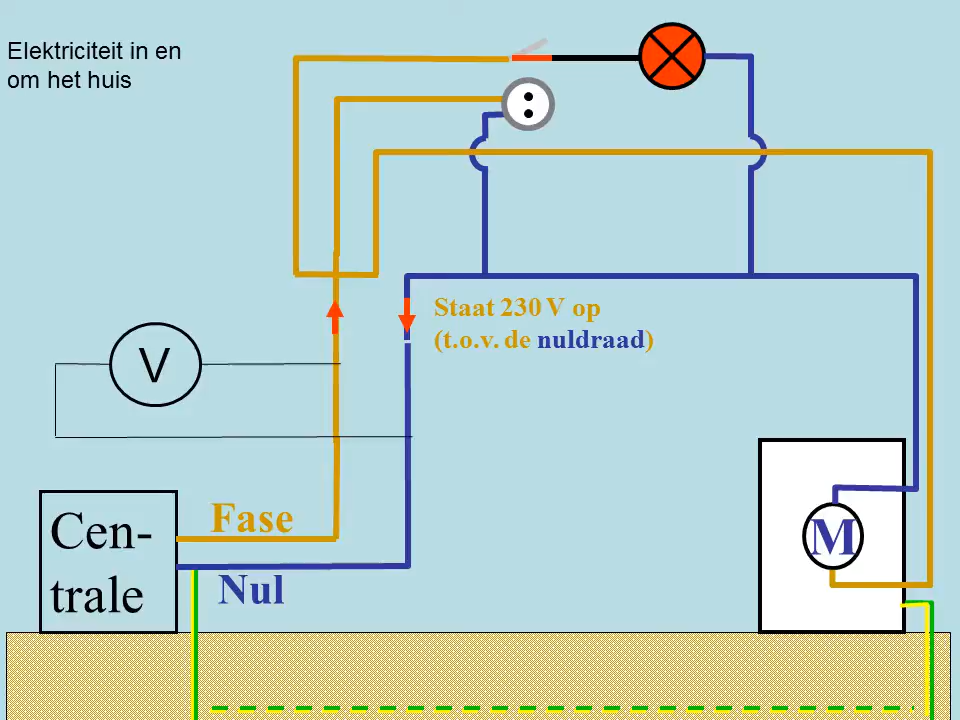 Elektriciteit in en
om het huis
Staat 230 V op
(t.o.v. de nuldraad)
V
Cen-
trale
Fase
Nul
M